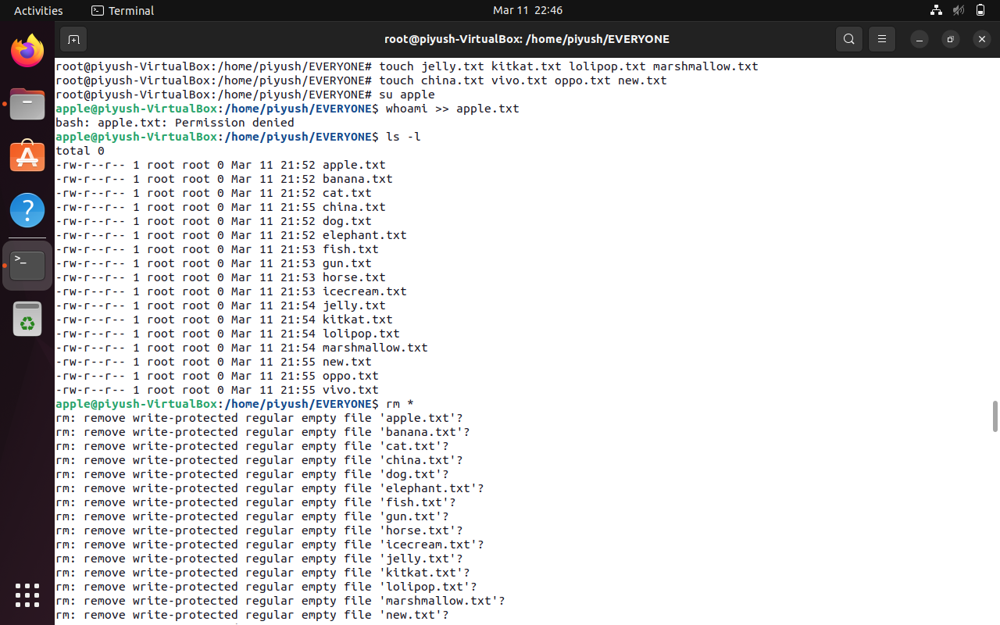 Activities
Terminal
Mar 11 22:46
root@piyush-VirtualBox: /home/piyush/EVERYONE
root@piyush-VirtualBox:/home/piyush/EVERYONE# touch jelly.txt kitkat.txt lolipop.txt marshmallow.txt
root@piyush-VirtualBox:/home/piyush/EVERYONE# touch china.txt vivo.txt oppo.txt new.txt
root@piyush-VirtualBox:/home/piyush/EVERYONE# su apple
apple@piyush-VirtualBox:/home/piyush/EVERYONE$ whoami >> apple.txt
bash: apple.txt: Permission denied
apple@piyush-VirtualBox:/home/piyush/EVERYONE$ ls -l
total 0
-rw-r--r-- 1 root root 0 Mar 11 21:52 apple.txt
-rw-r--r-- 1 root root 0 Mar 11 21:52 banana.txt
-rw-r--r-- 1 root root 0 Mar 11 21:52 cat.txt
-rw-r--r-- 1 root root 0 Mar 11 21:55 china.txt
-rw-r--r-- 1 root root 0 Mar 11 21:52 dog.txt
-rw-r--r-- 1 root root 0 Mar 11 21:52 elephant.txt
-rw-r--r-- 1 root root 0 Mar 11 21:53 fish.txt
-rw-r--r-- 1 root root 0 Mar 11 21:53 gun.txt
-rw-r--r-- 1 root root 0 Mar 11 21:53 horse.txt
-rw-r--r-- 1 root root 0 Mar 11 21:53 icecream.txt
-rw-r--r-- 1 root root 0 Mar 11 21:54 jelly.txt
-rw-r--r-- 1 root root 0 Mar 11 21:54 kitkat.txt
-rw-r--r-- 1 root root 0 Mar 11 21:54 lolipop.txt
-rw-r--r-- 1 root root 0 Mar 11 21:54 marshmallow.txt
-rw-r--r-- 1 root root 0 Mar 11 21:55 new.txt
-rw-r--r-- 1 root root 0 Mar 11 21:55 oppo.txt
-rw-r--r-- 1 root root 0 Mar 11 21:55 vivo.txt
apple@piyush-VirtualBox:/home/piyush/EVERYONE$ rm *
rm: remove write-protected regular empty file 'apple.txt'?
rm: remove write-protected regular empty file 'banana.txt'?
rm: remove write-protected regular empty file 'cat.txt'?
rm: remove write-protected regular empty file 'china.txt'?
rm: remove write-protected regular empty file 'dog.txt'?
rm: remove write-protected regular empty file 'elephant.txt'?
rm: remove write-protected regular empty file 'fish.txt'?
rm: remove write-protected regular empty file 'gun.txt'?
rm: remove write-protected regular empty file 'horse.txt'?
rm: remove write-protected regular empty file 'icecream.txt'?
rm: remove write-protected regular empty file 'jelly.txt'?
rm: remove write-protected regular empty file 'kitkat.txt'?
rm: remove write-protected regular empty file 'lolipop.txt'?
rm: remove write-protected regular empty file 'marshmallow.txt'?
rm: remove write-protected regular empty file 'new.txt'?